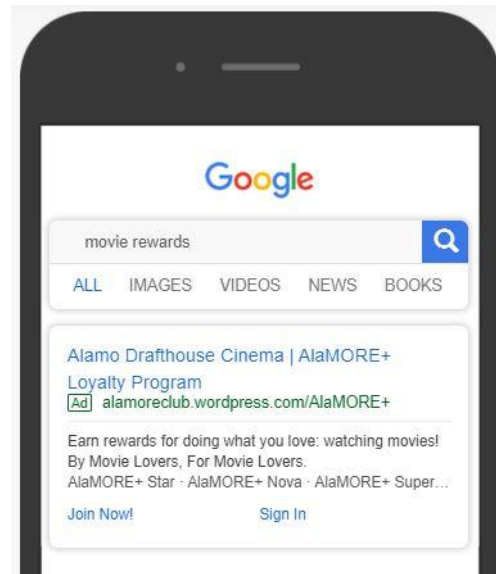 Google
movie rewards
ALL IMAGES VIDEOS NEWS BOOKS
Alamo Drafthouse Cinema | AlaMORE+
Loyalty Program
Ad alamoreclub.wordpress.com/AlaMORE+
Earn rewards for doing what you love: watching movies!
By Movie Lovers, For Movie Lovers.
AlaMORE+ Star · AlaMORE+ Nova · AlaMORE+ Super...
Join Now! Sign In